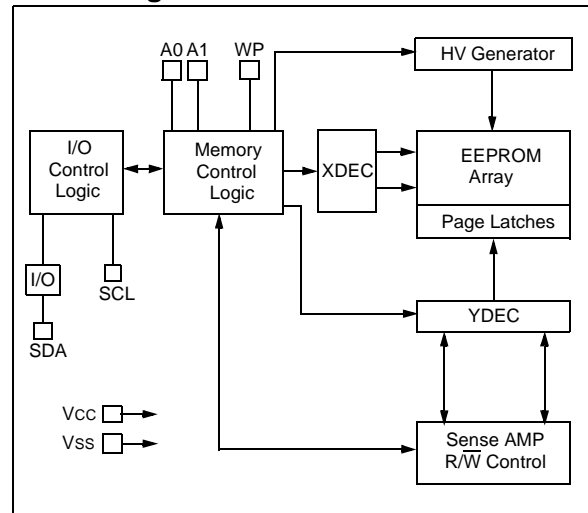 A0 A1
WP
HV Generator
I/O
Control
Logic
Memory
Control
Logic
XDEC
EEPROM
Array
Page Latches
I/O
SCL
SDA
YDEC
Vcc
Vss
Sense AMP
R/W̅ Control